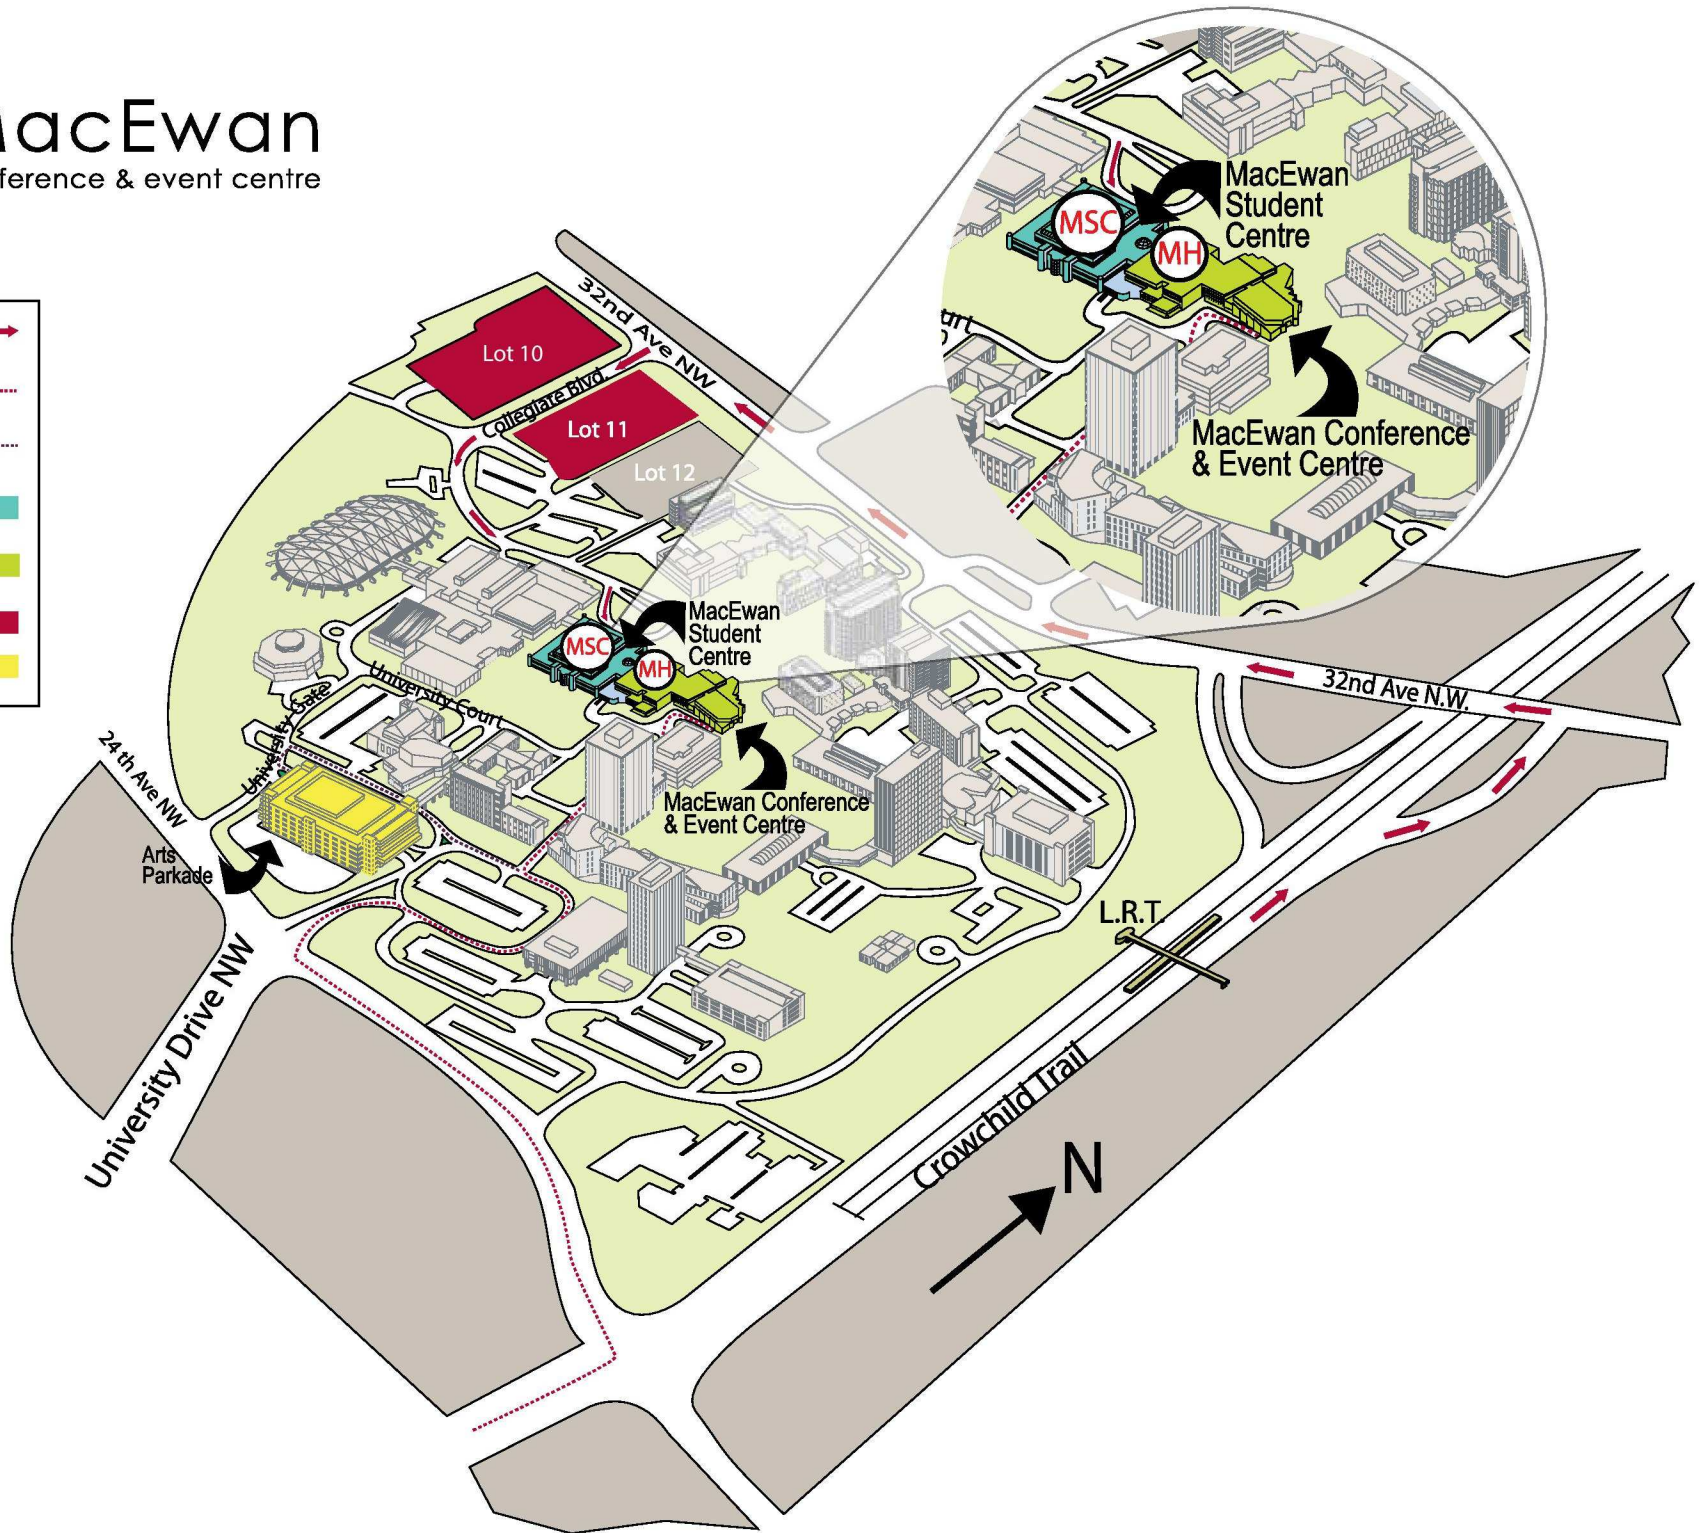 MacEwan
ference & event centre
MSC
MH
MacEwan
Student
Centre
MacEwan Conference
& Event Centre
32nd Ave NW
Lot 10
Collegiate Blvd.
Lot 11
Lot 12
MSC
MH
MacEwan
Student
Centre
University Court
University Gate
24 th Ave NW
MacEwan Conference
& Event Centre
Arts
Parkade
32nd Ave N.W.
L.R.T.
University Drive NW
Crowchild Trail
N